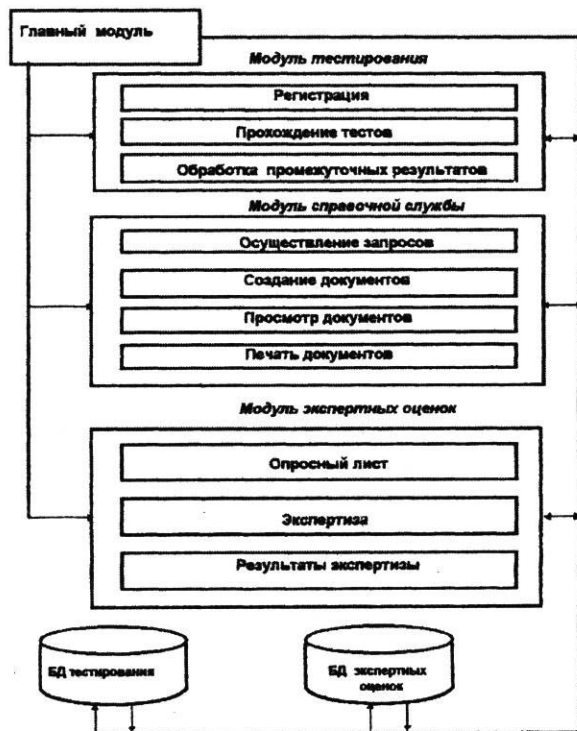 Главный модуль
Модуль тестирования
Регистрация
Прохождение тестов
Обработка промежуточных результатов
Модуль справочной службы
Осуществление запросов
Создание документов
Просмотр документов
Печать документов
Модуль экспертных оценок
Опросный лист
Экспертиза
Результаты экспертизы
БД тестирования
БД экспертных
оценок